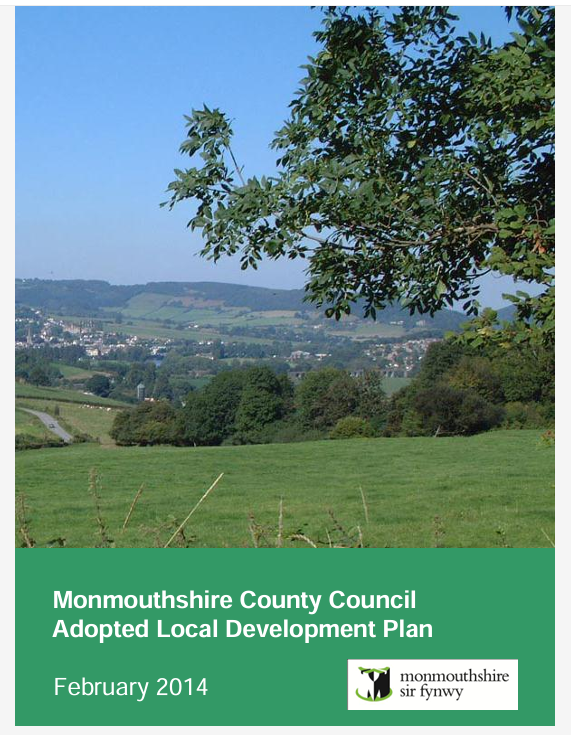 Monmouthshire County Council
Adopted Local Development Plan
February 2014
monmouthshire
sir fynwy